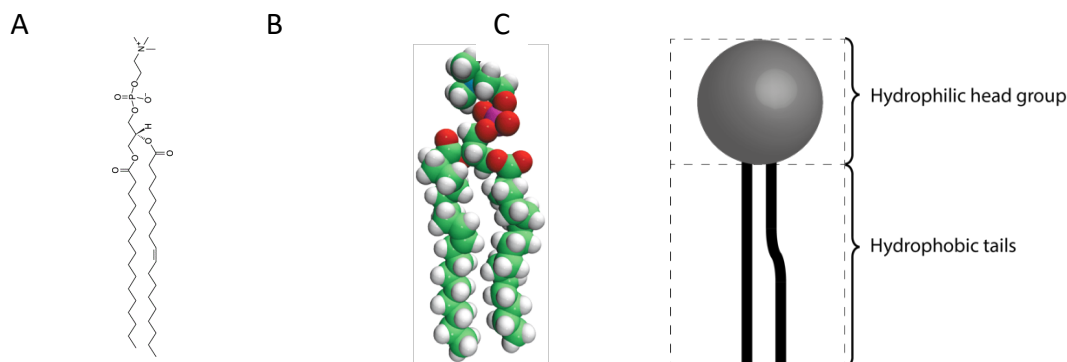 A
B
C
N+
O
O
P
O-
O
O
H
O
O
O
O
Hydrophilic head group
Hydrophobic tails